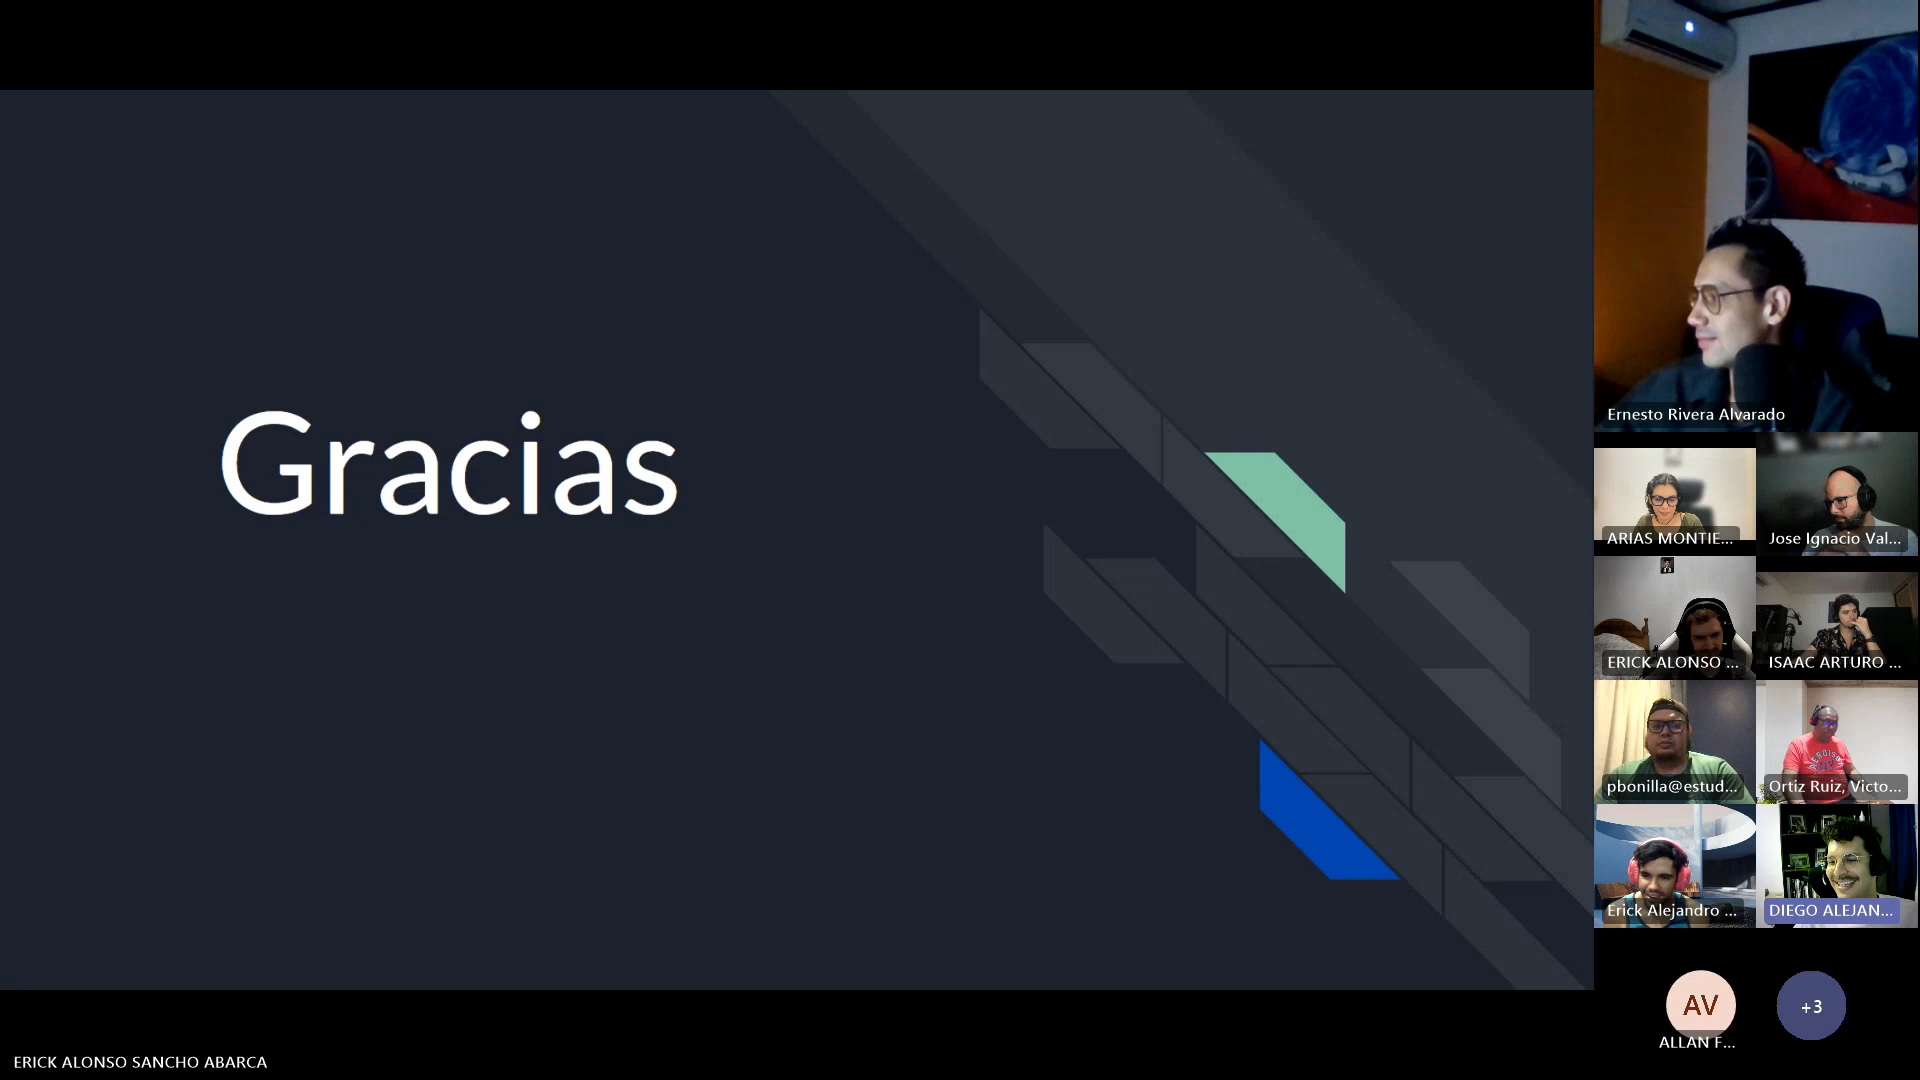 Gracias
Ernesto Rivera Alvarado
ARIAS MONTIE...
Jose Ignacio Val...
ERICK ALONSO ...
ISAAC ARTURO ...
pbonilla@estud...
Ortiz Ruiz, Victo...
Erick Alejandro ...
DIEGO ALEJAN...
AV
+3
ALLAN F...
ERICK ALONSO SANCHO ABARCA